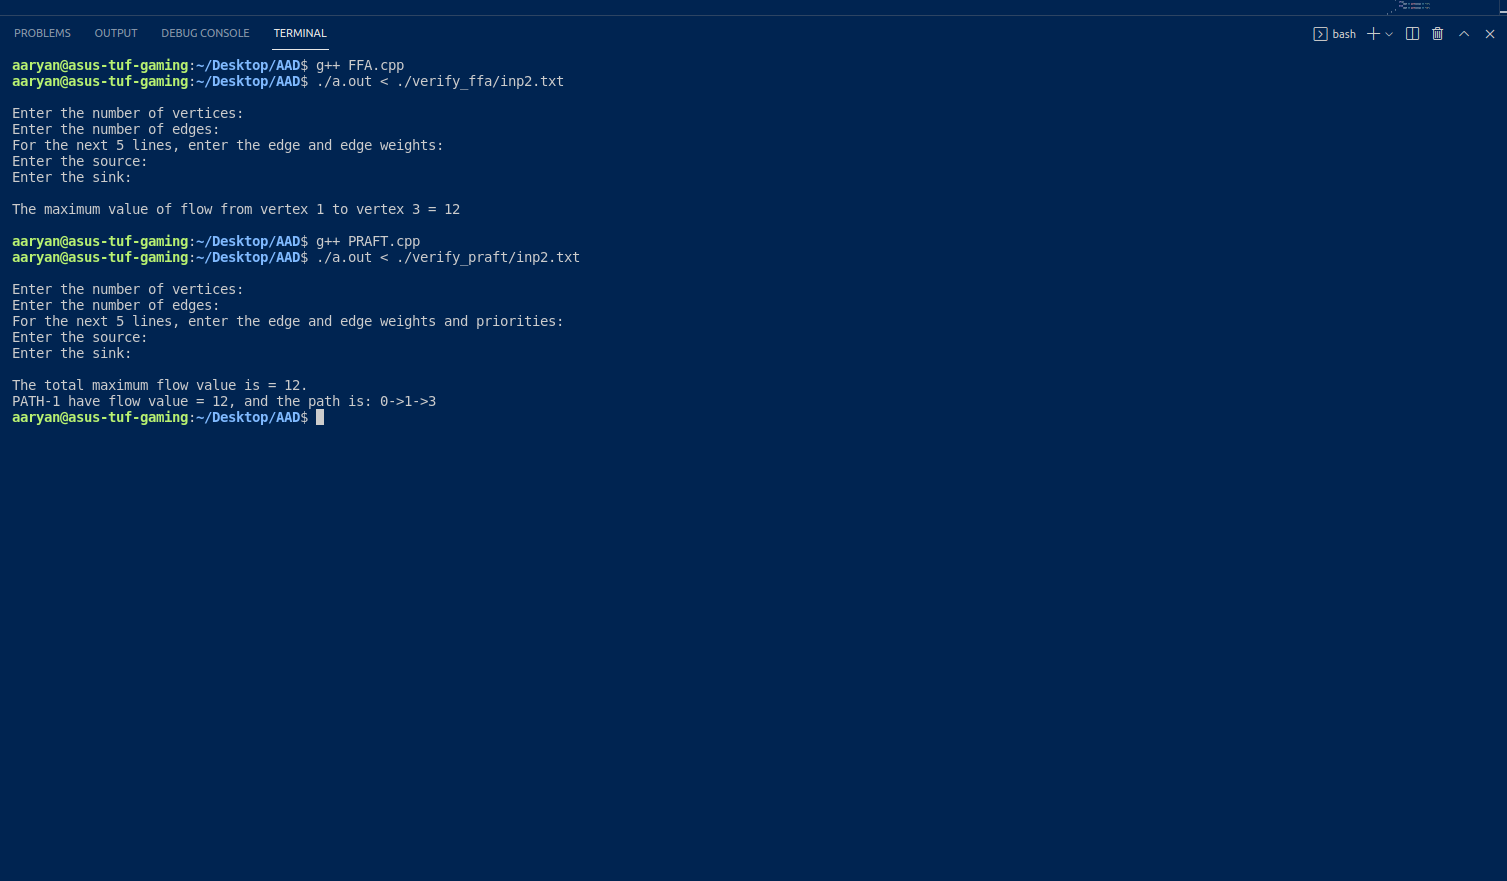 PROBLEMS OUTPUT DEBUG CONSOLE TERMINAL bash
aaryan@asus-tuf-gaming:~/Desktop/AAD$ g++ FFA.cpp
aaryan@asus-tuf-gaming:~/Desktop/AAD$ ./a.out < ./verify_ffa/inp2.txt
Enter the number of vertices:
Enter the number of edges:
For the next 5 lines, enter the edge and edge weights:
Enter the source:
Enter the sink:
The maximum value of flow from vertex 1 to vertex 3 = 12
aaryan@asus-tuf-gaming:~/Desktop/AAD$ g++ PRAFT.cpp
aaryan@asus-tuf-gaming:~/Desktop/AAD$ ./a.out < ./verify_praft/inp2.txt
Enter the number of vertices:
Enter the number of edges:
For the next 5 lines, enter the edge and edge weights and priorities:
Enter the source:
Enter the sink:
The total maximum flow value is = 12.
PATH-1 have flow value = 12, and the path is: 0->1->3
aaryan@asus-tuf-gaming:~/Desktop/AAD$